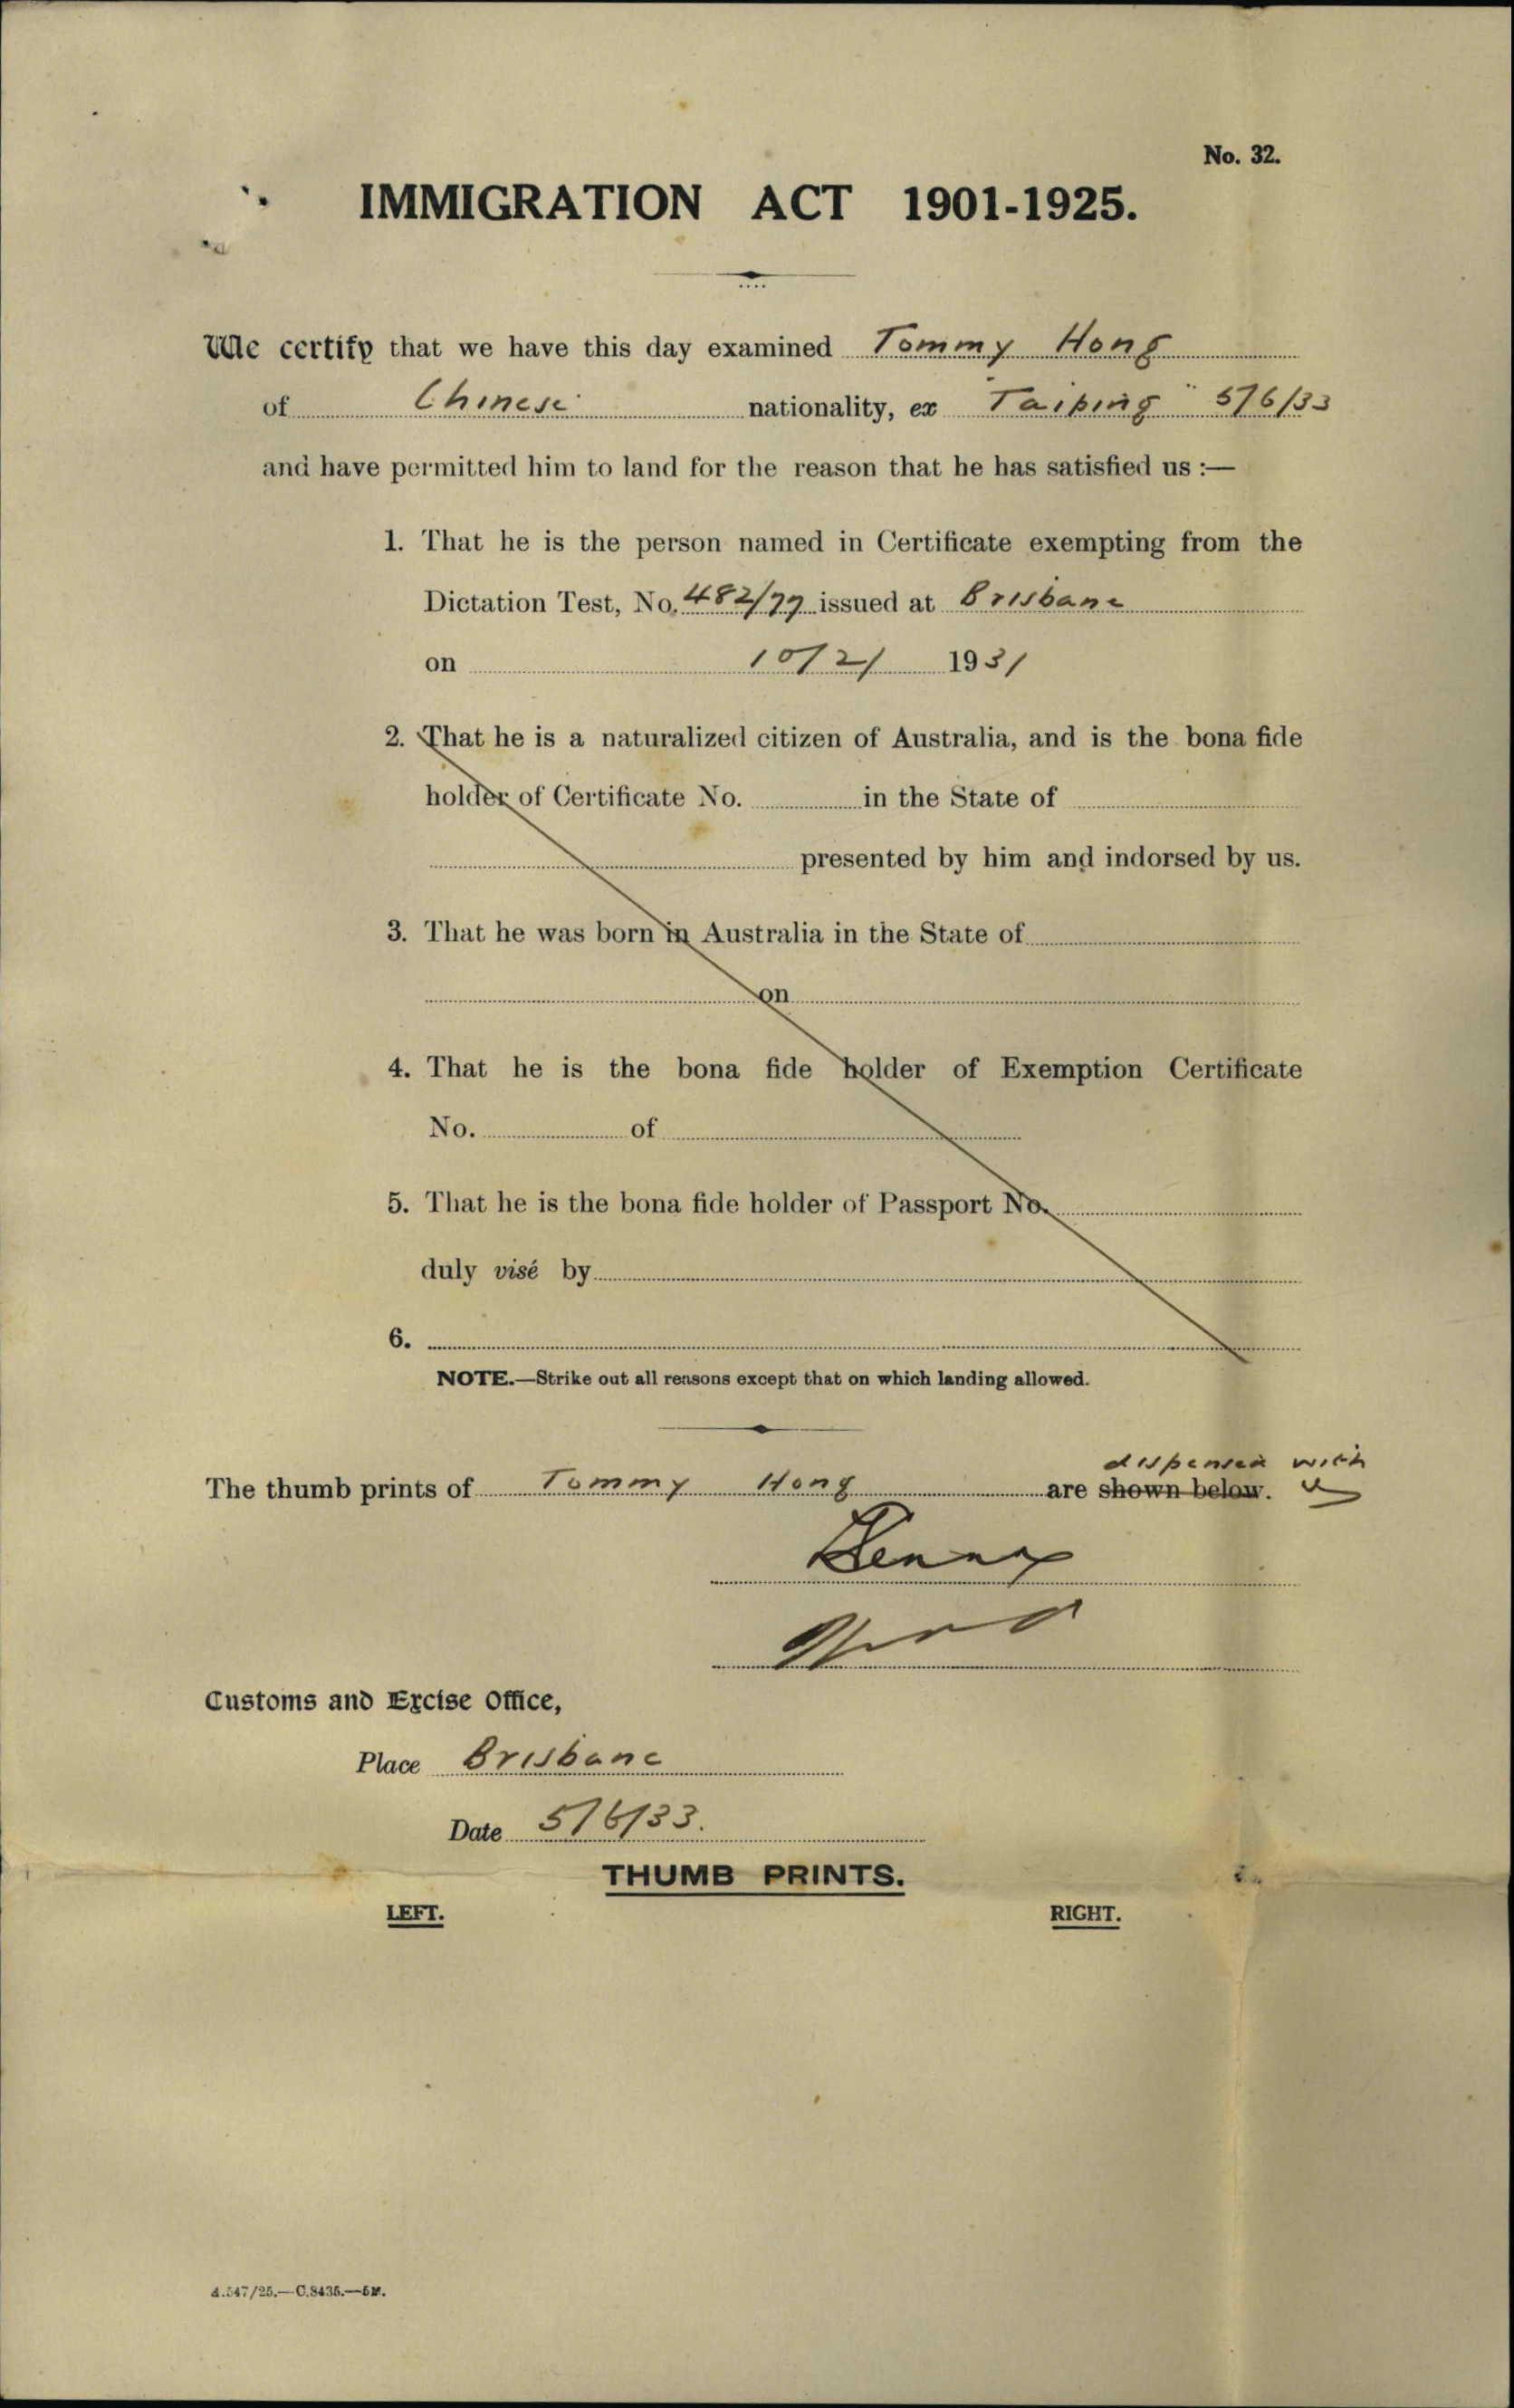 No. 32.
IMMIGRATION ACT 1901-1925.
We certify that we have this day examined Tommy Hong
of Chinese nationality, ex "Taiping" 5/6/33
and have permitted him to land for the reason that he has satisfied us :—
1. That he is the person named in Certificate exempting from the
Dictation Test, No. 482/77 issued at Brisbane
on 10/2/ 1931
2. That he is a naturalized citizen of Australia, and is the bona fide
holder of Certificate No. in the State of
presented by him and indorsed by us.
3. That he was born in Australia in the State of
on
4. That he is the bona fide holder of Exemption Certificate
No. of
5. That he is the bona fide holder of Passport No.
duly visé by
6.
NOTE.—Strike out all reasons except that on which landing allowed.
dispensed with
The thumb prints of Tommy Hong are shown below.
Customs and Excise Office,
Place Brisbane
Date 5/6/33.
THUMB PRINTS.
LEFT. RIGHT.
A.547/25.—C.8435.—5M.